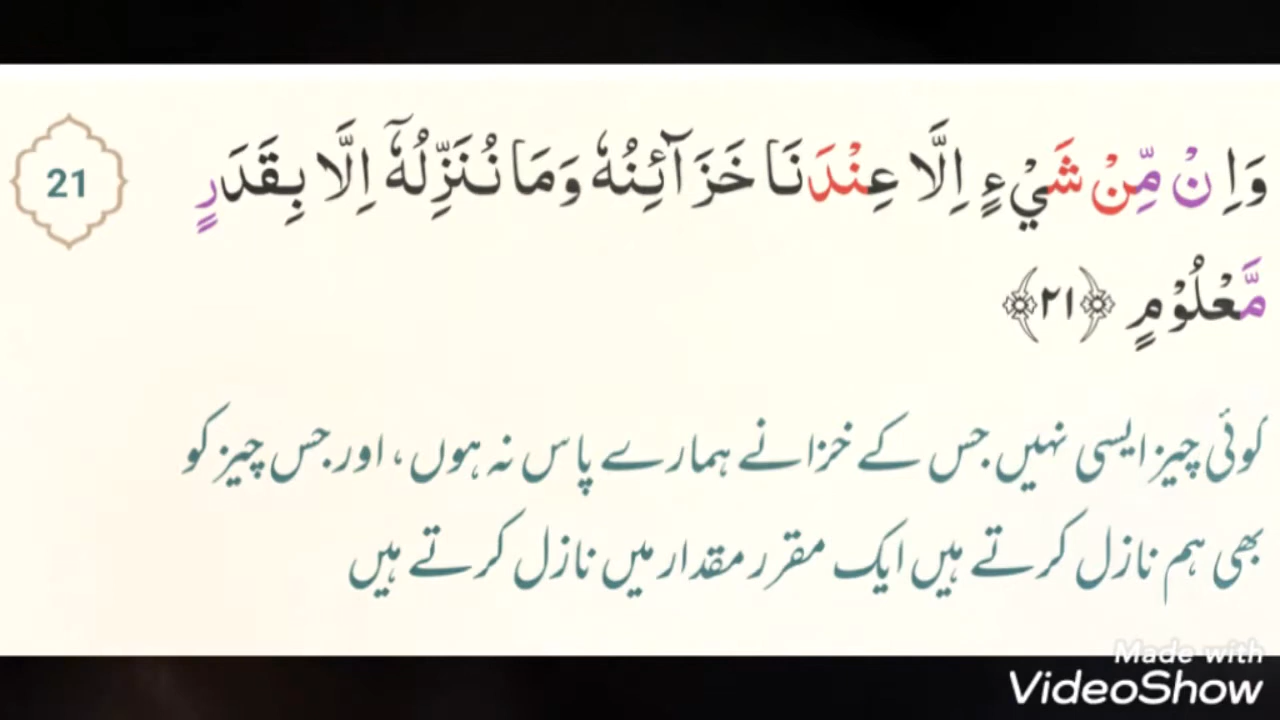 وَاِنْ مِّنْ شَيْءٍ اِلَّا عِنْدَنَا خَزَآئِنُهٗ وَمَا نُنَزِّلُهٗٓ اِلَّا بِقَدَرٍ
21
مَّعْلُوْمٍ ﴿۲۱﴾
کوئی چیز ایسی نہیں جس کے خزانے ہمارے پاس نہ ہوں، اور جس چیز کو
بھی ہم نازل کرتے ہیں ایک مقرر مقدار میں نازل کرتے ہیں
Made with
VideoShow